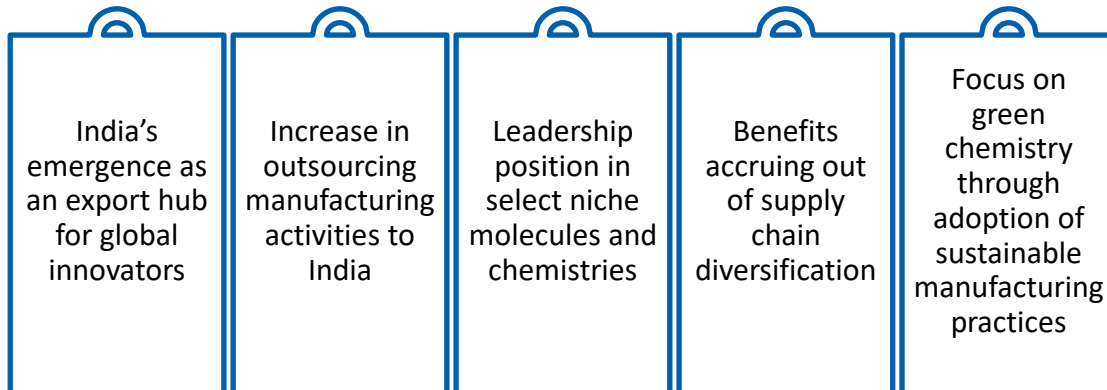 India’s
emergence as
an export hub
for global
innovators
Increase in
outsourcing
manufacturing
activities to
India
Leadership
position in
select niche
molecules and
chemistries
Benefits
accruing out
of supply
chain
diversification
Focus on
green
chemistry
through
adoption of
sustainable
manufacturing
practices